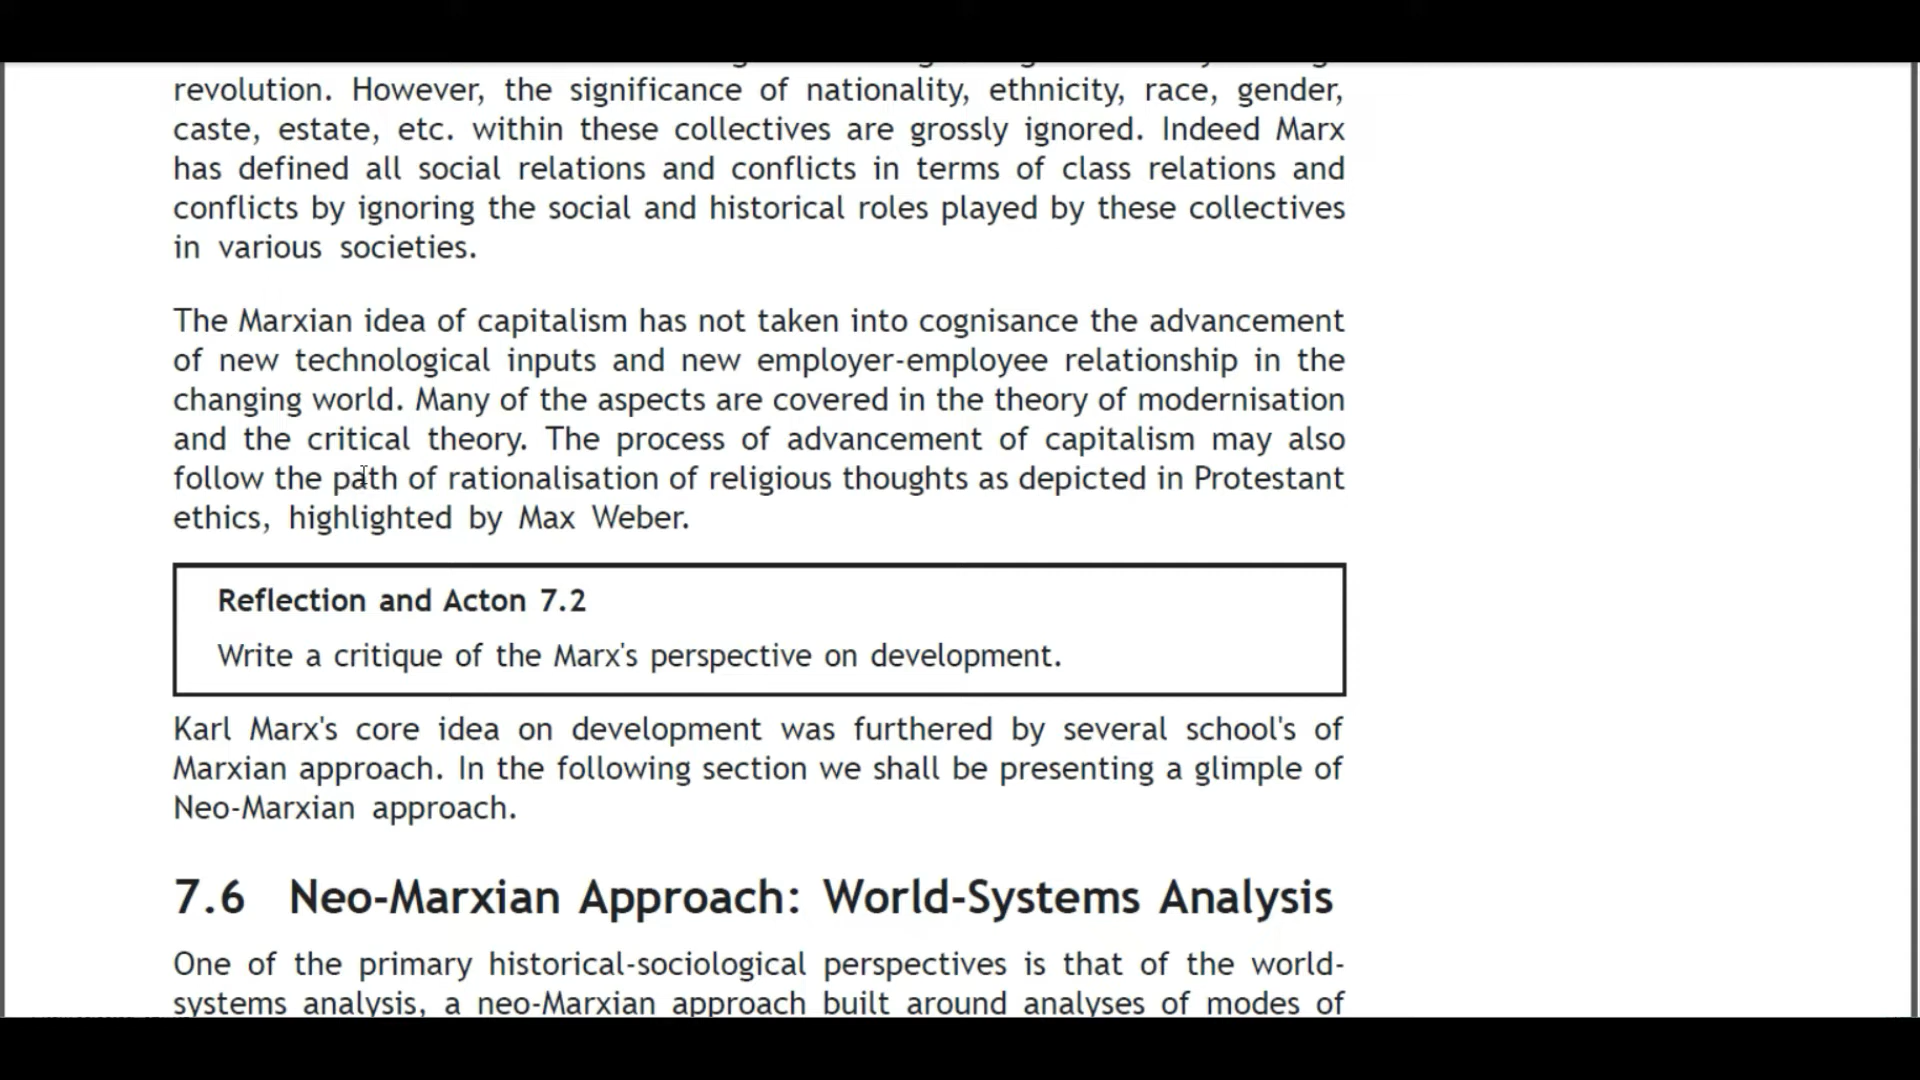 revolution. However, the significance of nationality, ethnicity, race, gender,
caste, estate, etc. within these collectives are grossly ignored. Indeed Marx
has defined all social relations and conflicts in terms of class relations and
conflicts by ignoring the social and historical roles played by these collectives
in various societies.
The Marxian idea of capitalism has not taken into cognisance the advancement
of new technological inputs and new employer-employee relationship in the
changing world. Many of the aspects are covered in the theory of modernisation
and the critical theory. The process of advancement of capitalism may also
follow the path of rationalisation of religious thoughts as depicted in Protestant
ethics, highlighted by Max Weber.
Reflection and Acton 7.2
Write a critique of the Marx's perspective on development.
Karl Marx's core idea on development was furthered by several school's of
Marxian approach. In the following section we shall be presenting a glimple of
Neo-Marxian approach.
7.6 Neo-Marxian Approach: World-Systems Analysis
One of the primary historical-sociological perspectives is that of the world-
systems analysis, a neo-Marxian approach built around analyses of modes of